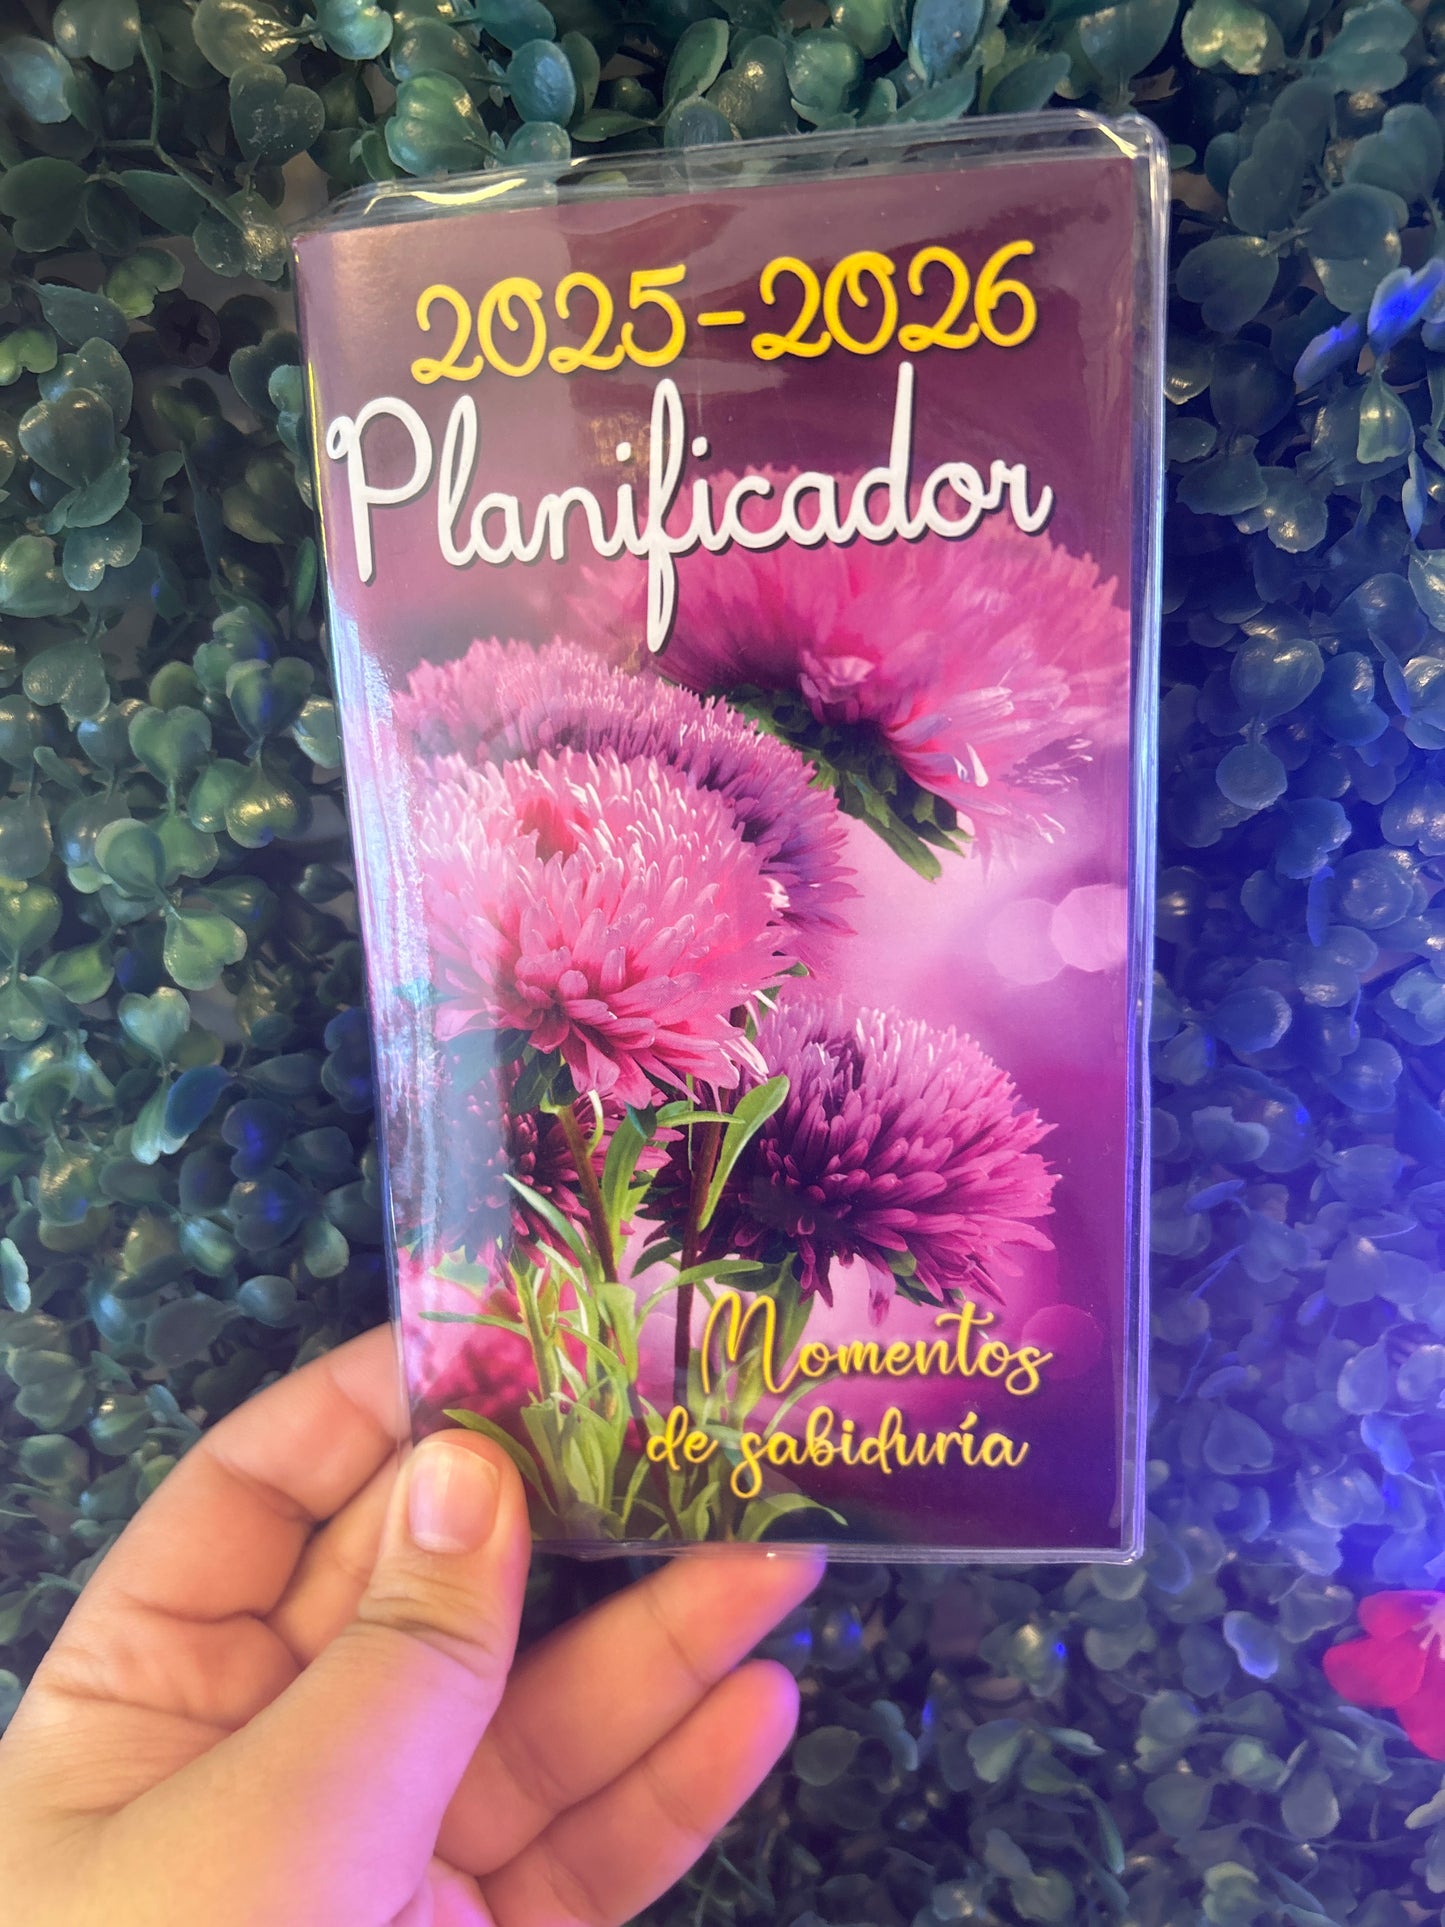 2025-2026
Planificador
Momentos
de sabiduría